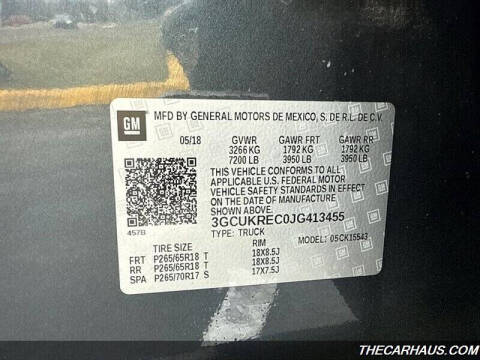 GM
MFD BY GENERAL MOTORS DE MEXICO, S. DE R.L. DE C.V.
05/18 GVWR GAWR FRT GAWR RR
3266 KG 1792 KG 1792 KG
7200 LB 3950 LB 3950 LB
THIS VEHICLE CONFORMS TO ALL
APPLICABLE U.S. FEDERAL MOTOR
VEHICLE SAFETY STANDARDS IN EFFECT
ON THE DATE OF MANUFACTURE SHOWN ABOVE.
3GCUKREC0JG413455
457B TYPE: TRUCK MODEL: 05CK15543
TIRE SIZE RIM
FRT P265/65R18 T 18X8.5J
RR P265/65R18 T 18X8.5J
SPA P265/70R17 S 17X7.5J
THECARHAUS.COM